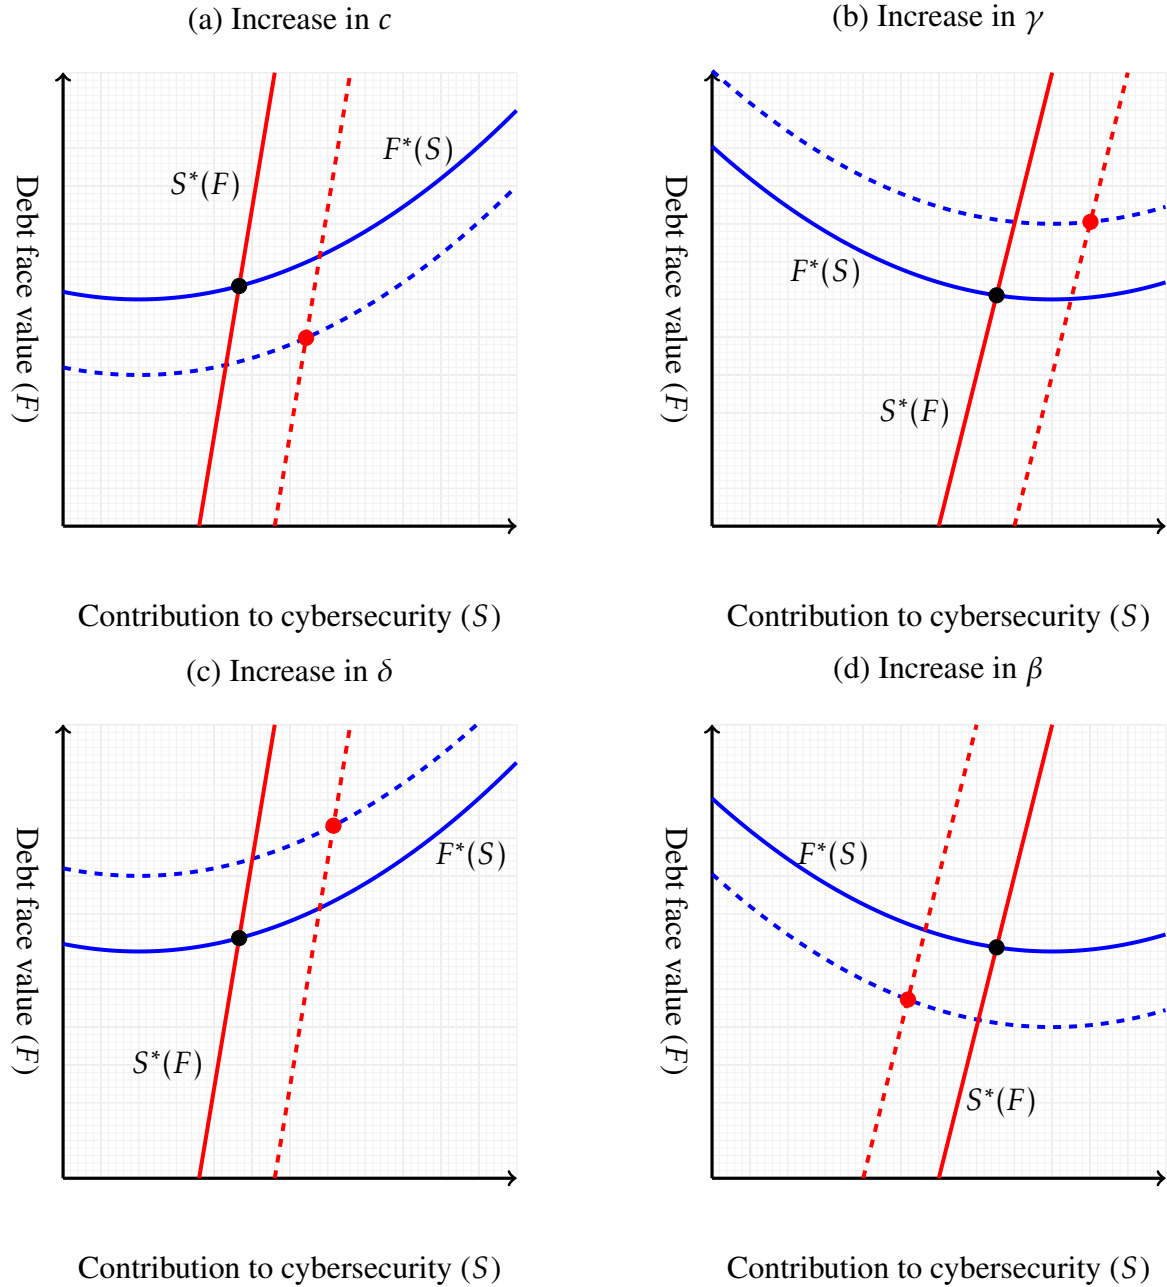 (a) Increase in c
S*(F)
F*(S)
Debt face value (F)
Contribution to cybersecurity (S)
(b) Increase in γ
F*(S)
S*(F)
Debt face value (F)
Contribution to cybersecurity (S)
(c) Increase in δ
F*(S)
S*(F)
Debt face value (F)
Contribution to cybersecurity (S)
(d) Increase in β
F*(S)
S*(F)
Debt face value (F)
Contribution to cybersecurity (S)